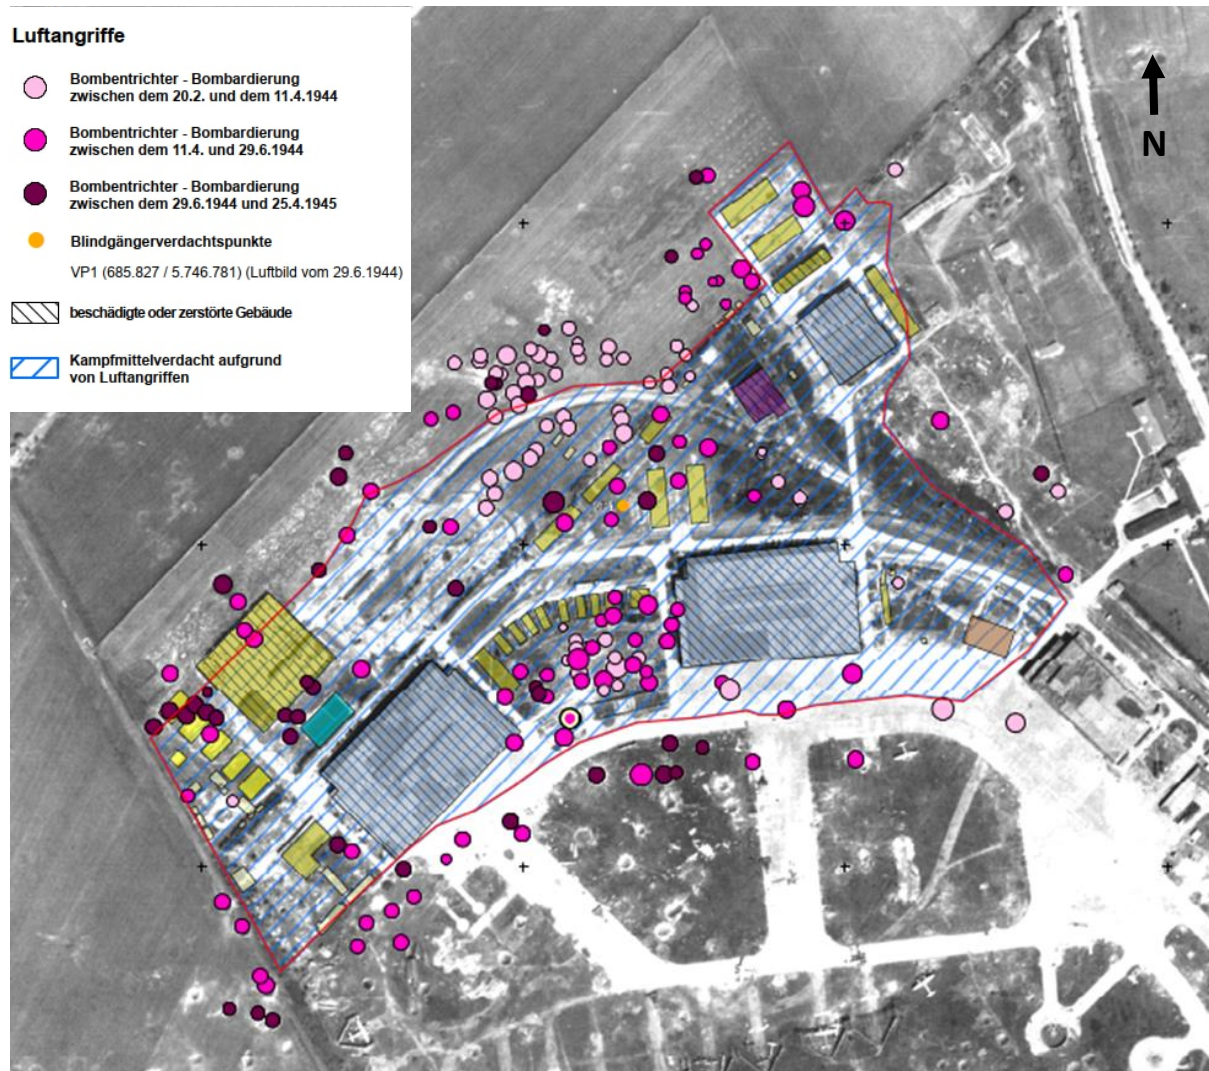 Luftangriffe
Bombentrichter - Bombardierung
zwischen dem 20.2. und dem 11.4.1944
Bombentrichter - Bombardierung
zwischen dem 11.4. und 29.6.1944
Bombentrichter - Bombardierung
zwischen dem 29.6.1944 und 25.4.1945
Blindgängerverdachtspunkte
VP1 (685.827 / 5.746.781) (Luftbild vom 29.6.1944)
beschädigte oder zerstörte Gebäude
Kampfmittelverdacht aufgrund
von Luftangriffen
N